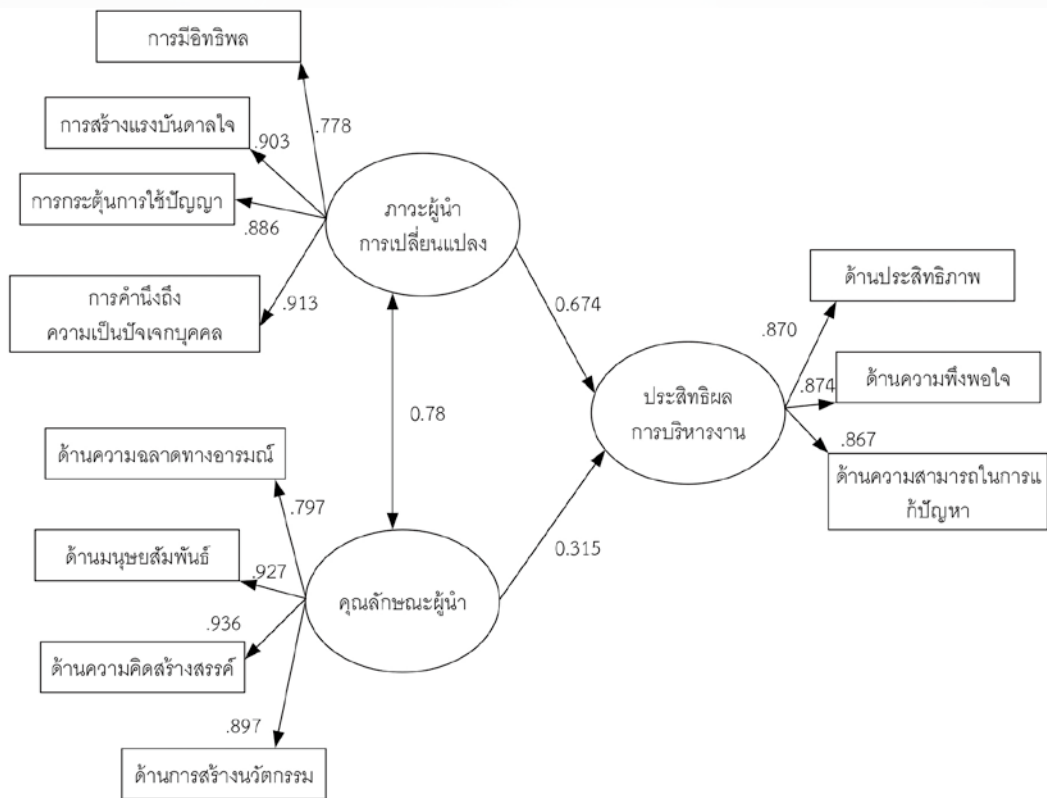 การมีอิทธิพล
.778
การสร้างแรงบันดาลใจ
.903
การกระตุ้นการใช้ปัญญา
.886
การคำนึงถึง
ความเป็นปัจเจกบุคคล
.913
ภาวะผู้นำ
การเปลี่ยนแปลง
0.674
0.78
ด้านความฉลาดทางอารมณ์
.797
ด้านมนุษยสัมพันธ์
.927
.936
ด้านความคิดสร้างสรรค์
.897
ด้านการสร้างนวัตกรรม
คุณลักษณะผู้นำ
0.315
ประสิทธิผล
การบริหารงาน
ด้านประสิทธิภาพ
.870
.874
ด้านความพึงพอใจ
.867
ด้านความสามารถในการแ
ก้ปัญหา